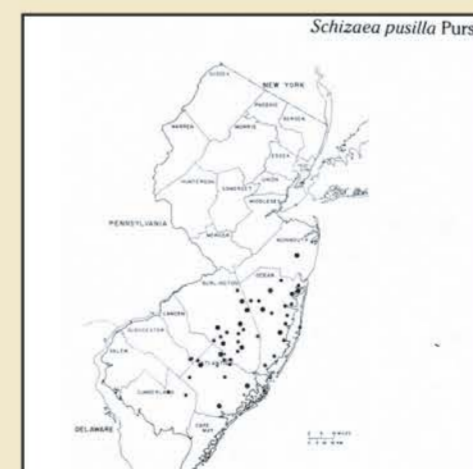 Schizaea pusilla Purs
SUSSEX
NEW YORK
PASSAIC
BERGEN
WARREN
MORRIS
ESSEX
HUNTERDON
SOMERSET
UNION
MIDDLESEX
PENNSYLVANIA
MERCER
MONMOUTH
OCEAN
BURLINGTON
CAMDEN
GLOUCESTER
SALEM
ATLANTIC
CUMBERLAND
DELAWARE
CAPE
MAY